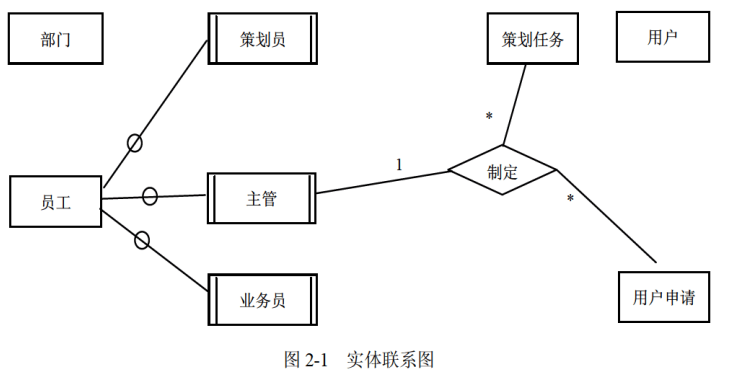 部门
策划员
策划任务
用户
*
1
制定
*
员工
主管
业务员
用户申请
图 2-1 实体联系图